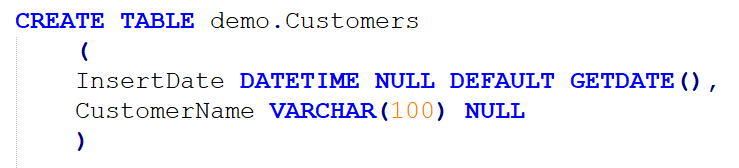 CREATE TABLE demo.Customers
(
InsertDate DATETIME NULL DEFAULT GETDATE(),
CustomerName VARCHAR(100) NULL
)